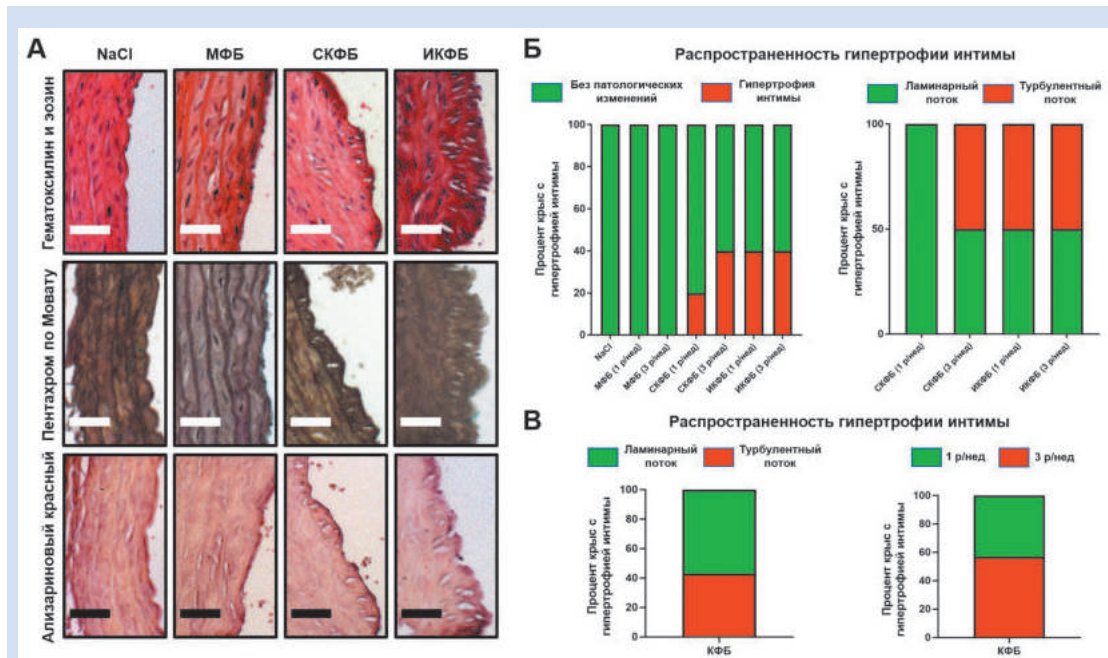 А
NaCl
МФБ
СКФБ
ИКФБ
Гематоксилин и эозин
Пентахром по Мовату
Ализариновый красный
Б
Распространенность гипертрофии интимы
Без патологических
изменений
Гипертрофия
интимы
Процент крыс с
гипертрофией интимы
100
80
60
40
20
0
NaCl
МФБ (1 р/нед)
МФБ (3 р/нед)
СКФБ (1 р/нед)
СКФБ (3 р/нед)
ИКФБ (1 р/нед)
ИКФБ (3 р/нед)
Ламинарный
поток
Турбулентный
поток
Процент крыс с
гипертрофией интимы
100
50
0
СКФБ (1 р/нед)
СКФБ (3 р/нед)
ИКФБ (1 р/нед)
ИКФБ (3 р/нед)
В
Распространенность гипертрофии интимы
Ламинарный
поток
Турбулентный
поток
Процент крыс с
гипертрофией интимы
100
80
60
40
20
0
КФБ
1 р/нед
3 р/нед
Процент крыс с
гипертрофией интимы
100
80
60
40
20
0
КФБ